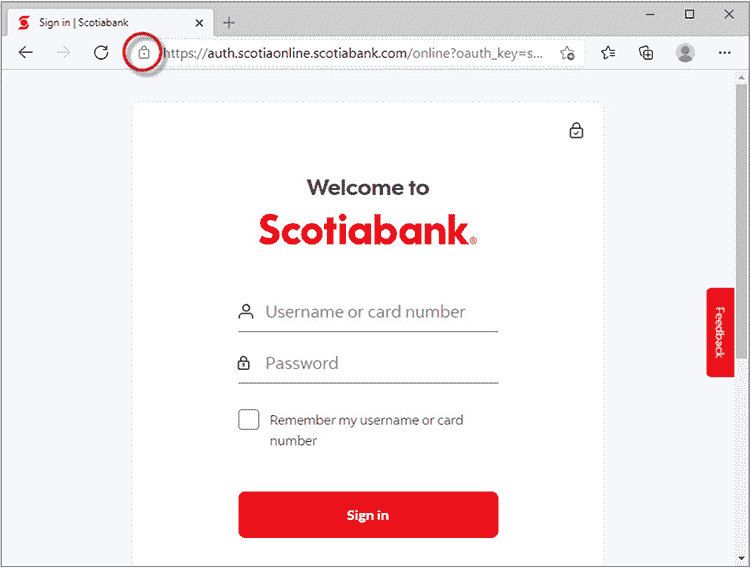 Sign in | Scotiabank
https://auth.scotiaonline.scotiabank.com/online?oauth_key=s...
Welcome to
Scotiabank®
Username or card number
Password
Remember my username or card
number
Sign in
Feedback